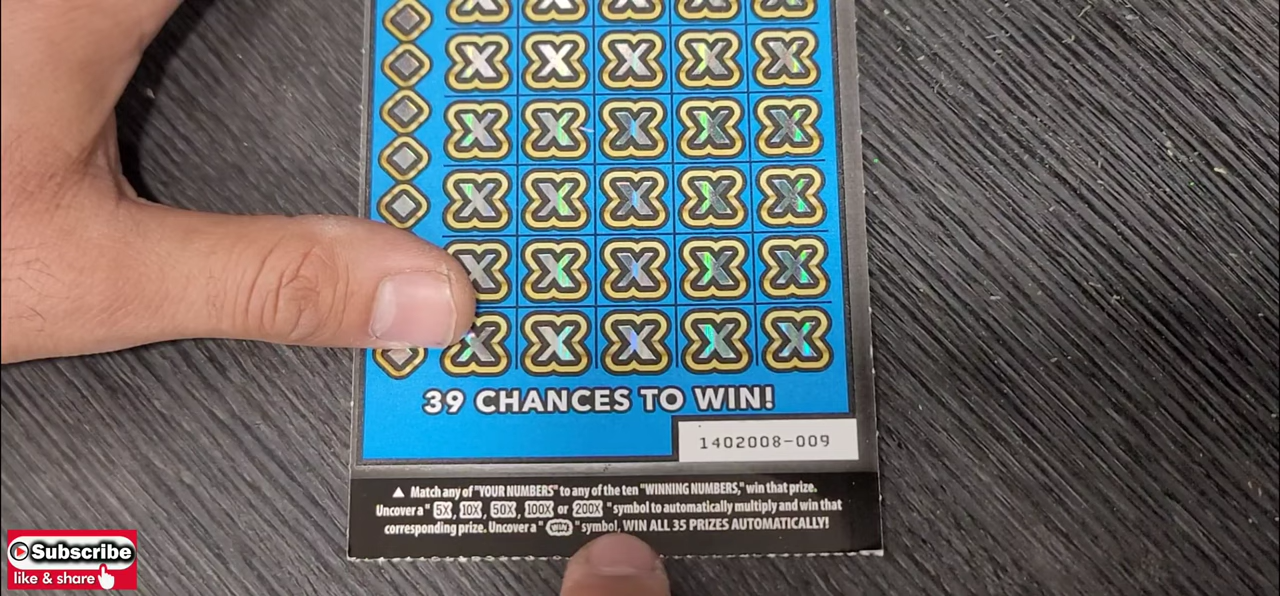 X X X X X
X X X X X
X X X X X
X X X X X
X X X X X
X X X X X
39 CHANCES TO WIN!
1402008-009
▲ Match any of "YOUR NUMBERS" to any of the ten "WINNING NUMBERS," win that prize.
Uncover a " 5X, 10X, 50X, 100X or 200X " symbol to automatically multiply and win that
corresponding prize. Uncover a " WIN " symbol, WIN ALL 35 PRIZES AUTOMATICALLY!
Subscribe
like & share